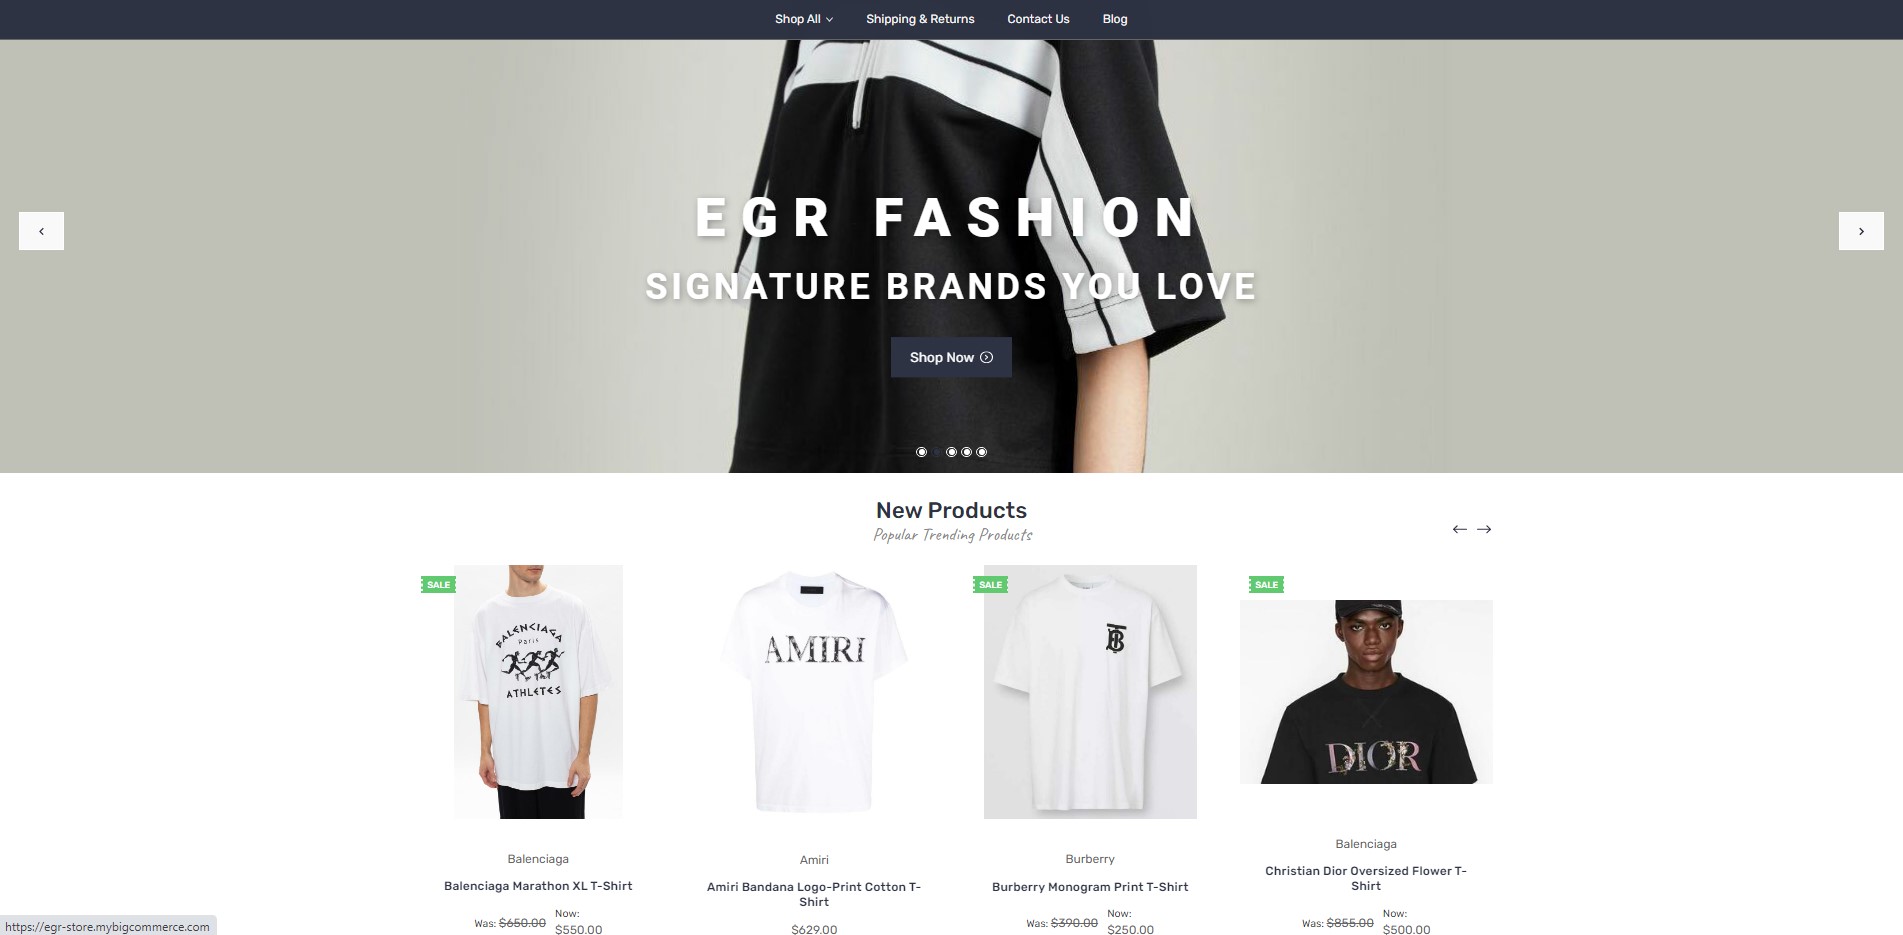 Shop All Shipping & Returns Contact Us Blog
EGR FASHION
SIGNATURE BRANDS YOU LOVE
Shop Now
New Products
Popular Trending Products
SALE
BALENCIAGA
Paris
ATHLETES
Balenciaga
Balenciaga Marathon XL T-Shirt
Was: $650.00 Now: $550.00
AMIRI
Amiri
Amiri Bandana Logo-Print Cotton T-
Shirt
$629.00
SALE
TB
Burberry
Burberry Monogram Print T-Shirt
Was: $390.00 Now: $250.00
SALE
DIOR
Balenciaga
Christian Dior Oversized Flower T-
Shirt
Was: $855.00 Now: $500.00
https://egr-store.mybigcommerce.com